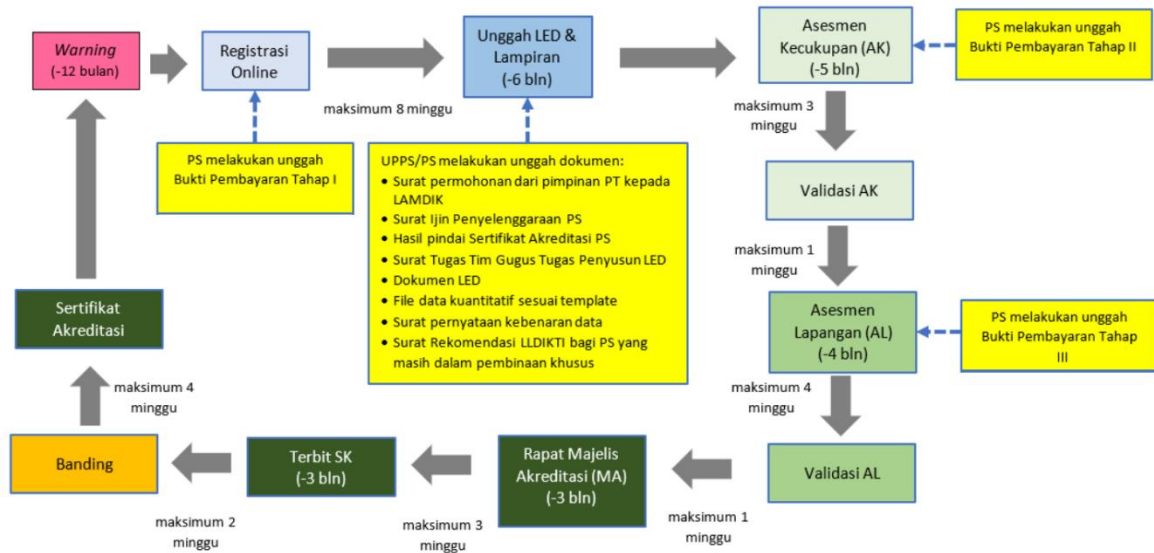 Warning
(-12 bulan)
Registrasi
Online
maksimum 8 minggu
Unggah LED &
Lampiran
(-6 bln)
Asesmen
Kecukupan (AK)
(-5 bln)
PS melakukan unggah
Bukti Pembayaran Tahap II
PS melakukan unggah
Bukti Pembayaran Tahap I
UPPS/PS melakukan unggah dokumen:
• Surat permohonan dari pimpinan PT kepada
LAMDIK
• Surat Ijin Penyelenggaraan PS
• Hasil pindai Sertifikat Akreditasi PS
• Surat Tugas Tim Gugus Tugas Penyusun LED
• Dokumen LED
• File data kuantitatif sesuai template
• Surat pernyataan kebenaran data
• Surat Rekomendasi LLDIKTI bagi PS yang
masih dalam pembinaan khusus
maksimum 3
minggu
Validasi AK
maksimum 1
minggu
Asesmen
Lapangan (AL)
(-4 bln)
PS melakukan unggah
Bukti Pembayaran Tahap
III
maksimum 4
minggu
Validasi AL
maksimum 1
minggu
Rapat Majelis
Akreditasi (MA)
(-3 bln)
maksimum 3
minggu
Terbit SK
(-3 bln)
maksimum 2
minggu
Banding
maksimum 4
minggu
Sertifikat
Akreditasi